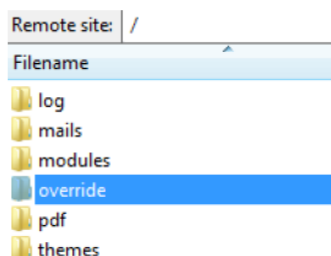 Remote site: /
Filename
log
mails
modules
override
pdf
themes